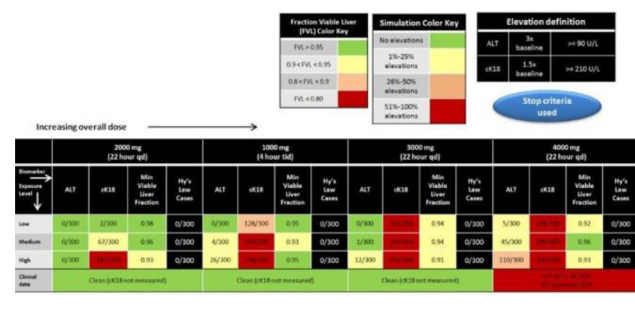 Fraction Viable Liver
(FVL) Color Key
FVL > 0.95
0.9 < FVL < 0.95
0.8 < FVL < 0.9
FVL < 0.80
Simulation Color Key
No elevations
1%-25%
elevations
26%-50%
elevations
51%-100%
elevations
Elevation definition
ALT 3x baseline >= 90 U/L
cK18 1.5x baseline >= 210 U/L
Stop criteria
used
Increasing overall dose
2000 mg (22 hour qd) 1000 mg (4 hour tid) 3000 mg (22 hour qd) 4000 mg (22 hour qd)
Biomarker
Exposure Level
ALT cK18 Min Viable Liver Fraction Hy's Law Cases ALT cK18 Min Viable Liver Fraction Hy's Law Cases ALT cK18 Min Viable Liver Fraction Hy's Law Cases ALT cK18 Min Viable Liver Fraction Hy's Law Cases
Low 0/300 2/300 0.98 0/300 0/300 128/300 0.95 0/300 0/300 0.94 0/300 5/300 0.92 0/300
Medium 0/300 67/300 0.96 0/300 4/300 0.93 0/300 1/300 0.94 0/300 45/300 0.96 0/300
High 0/300 0.93 0/300 26/300 0.95 0/300 12/300 0.91 0/300 110/300 0.93 0/300
Clinical data Clean (cK18 not measured) Clean (cK18 not measured) Clean (cK18 not measured)